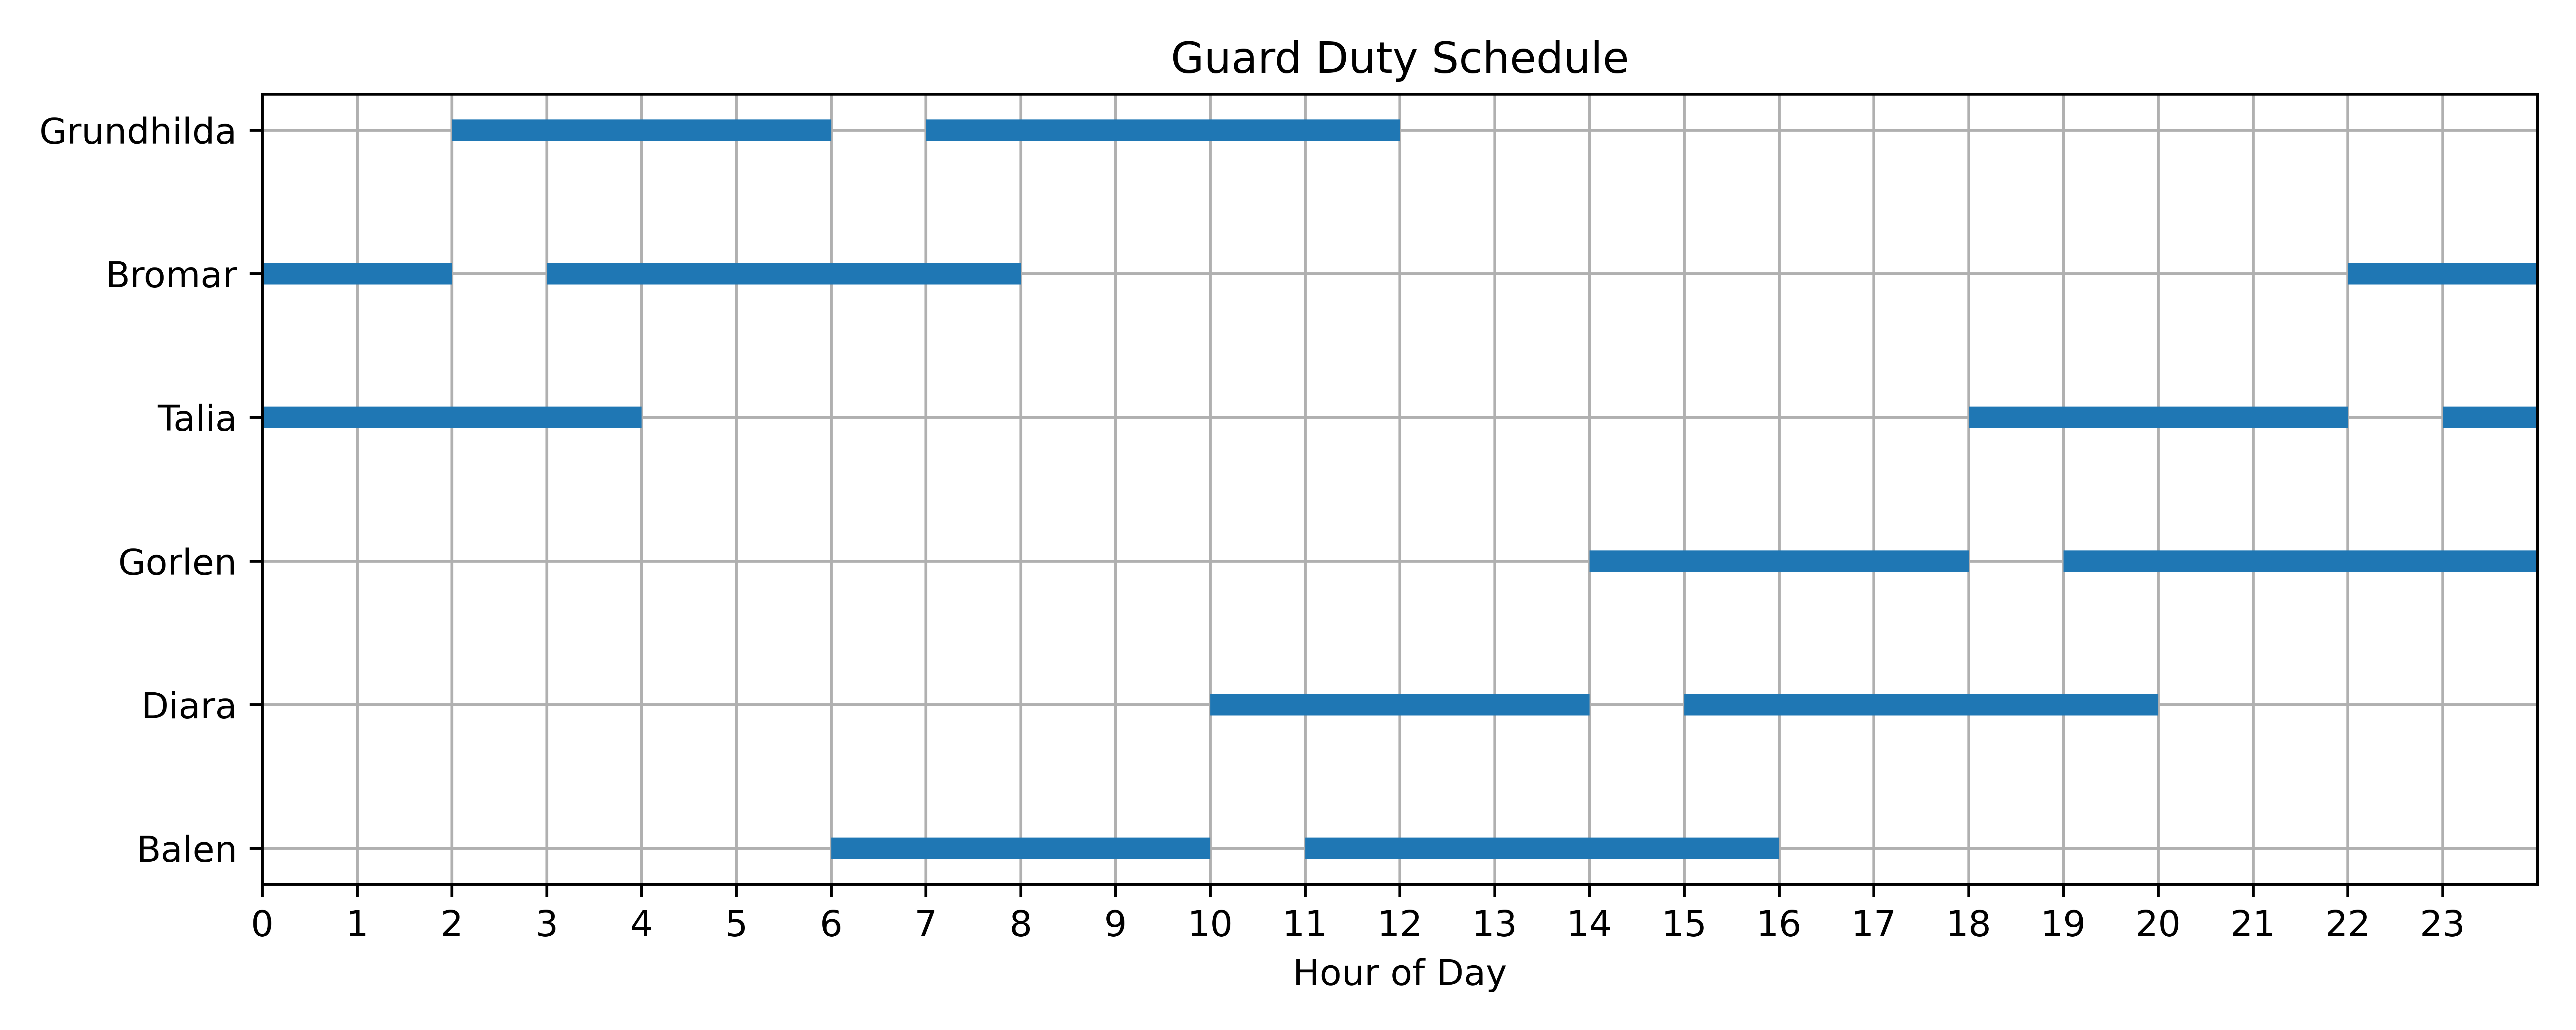 Guard Duty Schedule
Grundhilda
Bromar
Talia
Gorlen
Diara
Balen
0 1 2 3 4 5 6 7 8 9 10 11 12 13 14 15 16 17 18 19 20 21 22 23
Hour of Day